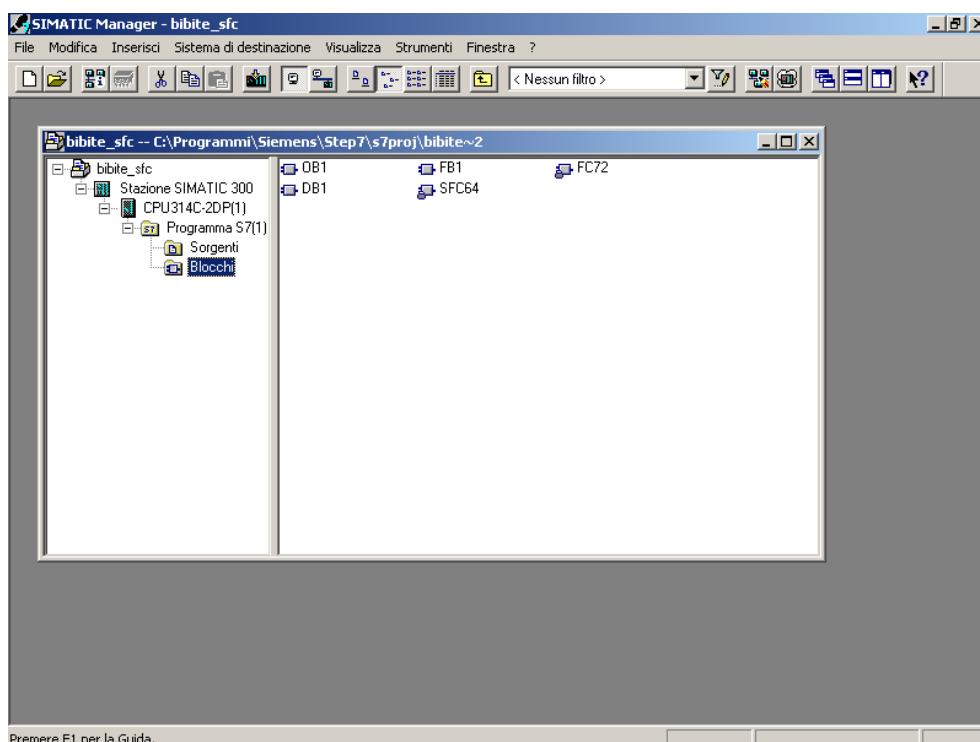 SIMATIC Manager - bibite_sfc
File Modifica Inserisci Sistema di destinazione Visualizza Strumenti Finestra ?
< Nessun filtro >
bibite_sfc -- C:\Programmi\Siemens\Step7\s7proj\bibite~2
bibite_sfc
Stazione SIMATIC 300
CPU314C-2DP(1)
Programma S7(1)
Sorgenti
Blocchi
OB1 FB1 FC72
DB1 SFC64
Premere F1 per la Guida.